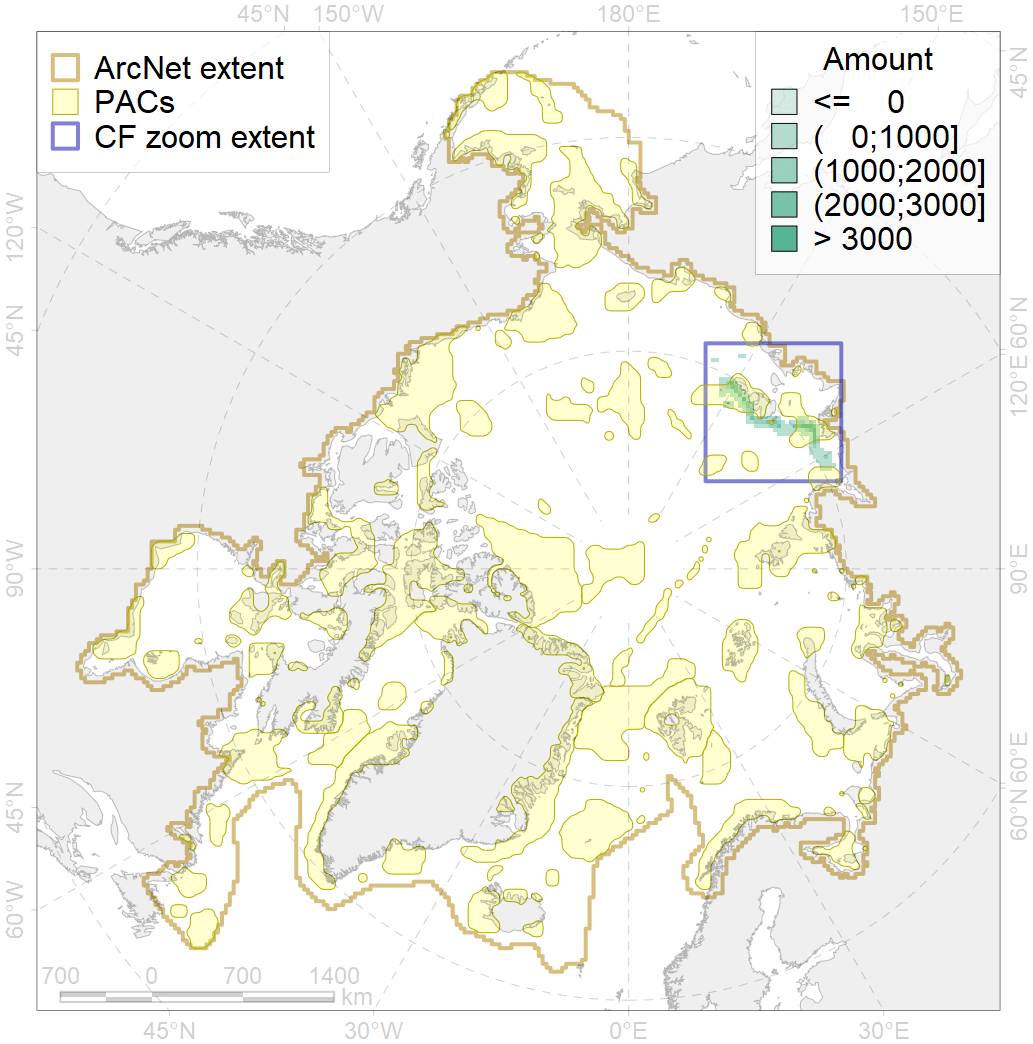 45°N 150°W 180°E 150°E
ArcNet extent
PACs
CF zoom extent
Amount
<= 0
( 0;1000]
(1000;2000]
(2000;3000]
> 3000
45°N
120°W
60°N
45°N
120°E
90°W
90°E
60°E
45°N
60°N
60°W
700 0 700 1400
km
45°N 30°W 0°E 30°E